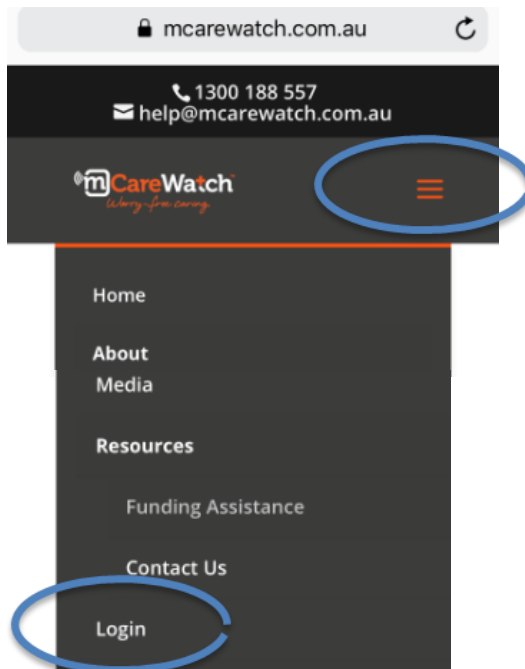 mcarewatch.com.au
1300 188 557
help@mcarewatch.com.au
mCareWatch
Worry-free caring
Home
About
Media
Resources
Funding Assistance
Contact Us
Login